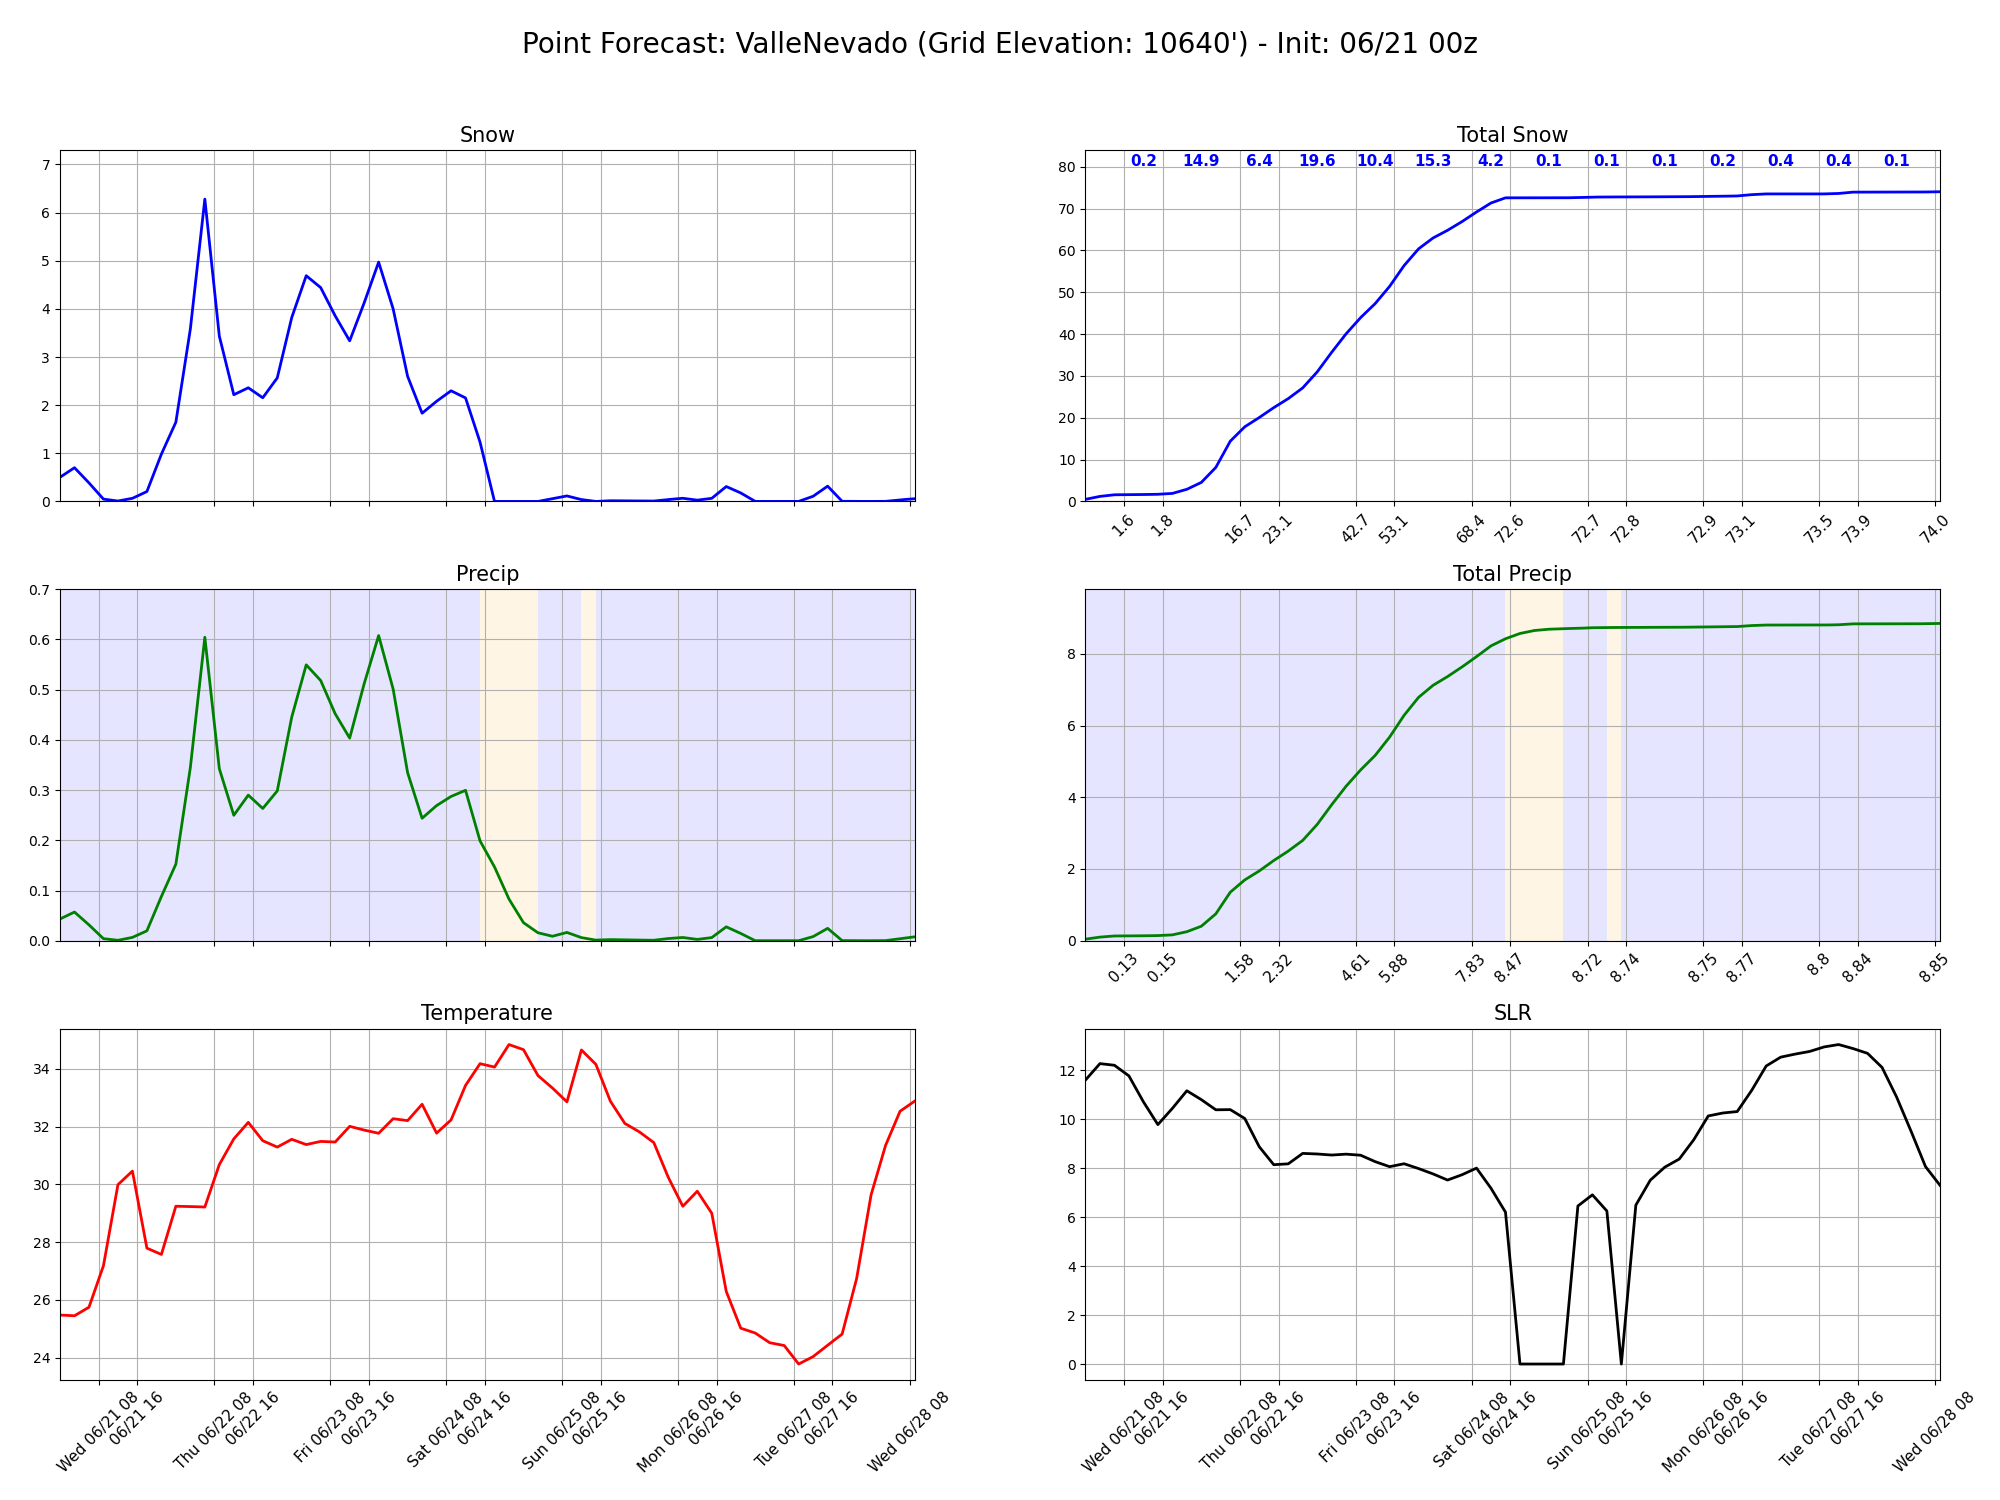 Point Forecast: ValleNevado (Grid Elevation: 10640') - Init: 06/21 00z
Snow
7
6
5
4
3
2
1
0
Total Snow
0.2 14.9 6.4 19.6 10.4 15.3 4.2 0.1 0.1 0.1 0.2 0.4 0.4 0.1
80
70
60
50
40
30
20
10
0
1.6 1.8 16.7 23.1 42.7 53.1 68.4 72.6 72.7 72.8 72.9 73.1 73.5 73.9 74.0
Precip
0.7
0.6
0.5
0.4
0.3
0.2
0.1
0.0
Total Precip
8
6
4
2
0
0.13 0.15 1.58 2.32 4.61 5.88 7.83 8.47 8.72 8.74 8.75 8.77 8.8 8.84 8.85
Temperature
34
32
30
28
26
24
Wed 06/21 08
06/21 16
Thu 06/22 08
06/22 16
Fri 06/23 08
06/23 16
Sat 06/24 08
06/24 16
Sun 06/25 08
06/25 16
Mon 06/26 08
06/26 16
Tue 06/27 08
06/27 16
Wed 06/28 08
SLR
12
10
8
6
4
2
0
Wed 06/21 08
06/21 16
Thu 06/22 08
06/22 16
Fri 06/23 08
06/23 16
Sat 06/24 08
06/24 16
Sun 06/25 08
06/25 16
Mon 06/26 08
06/26 16
Tue 06/27 08
06/27 16
Wed 06/28 08